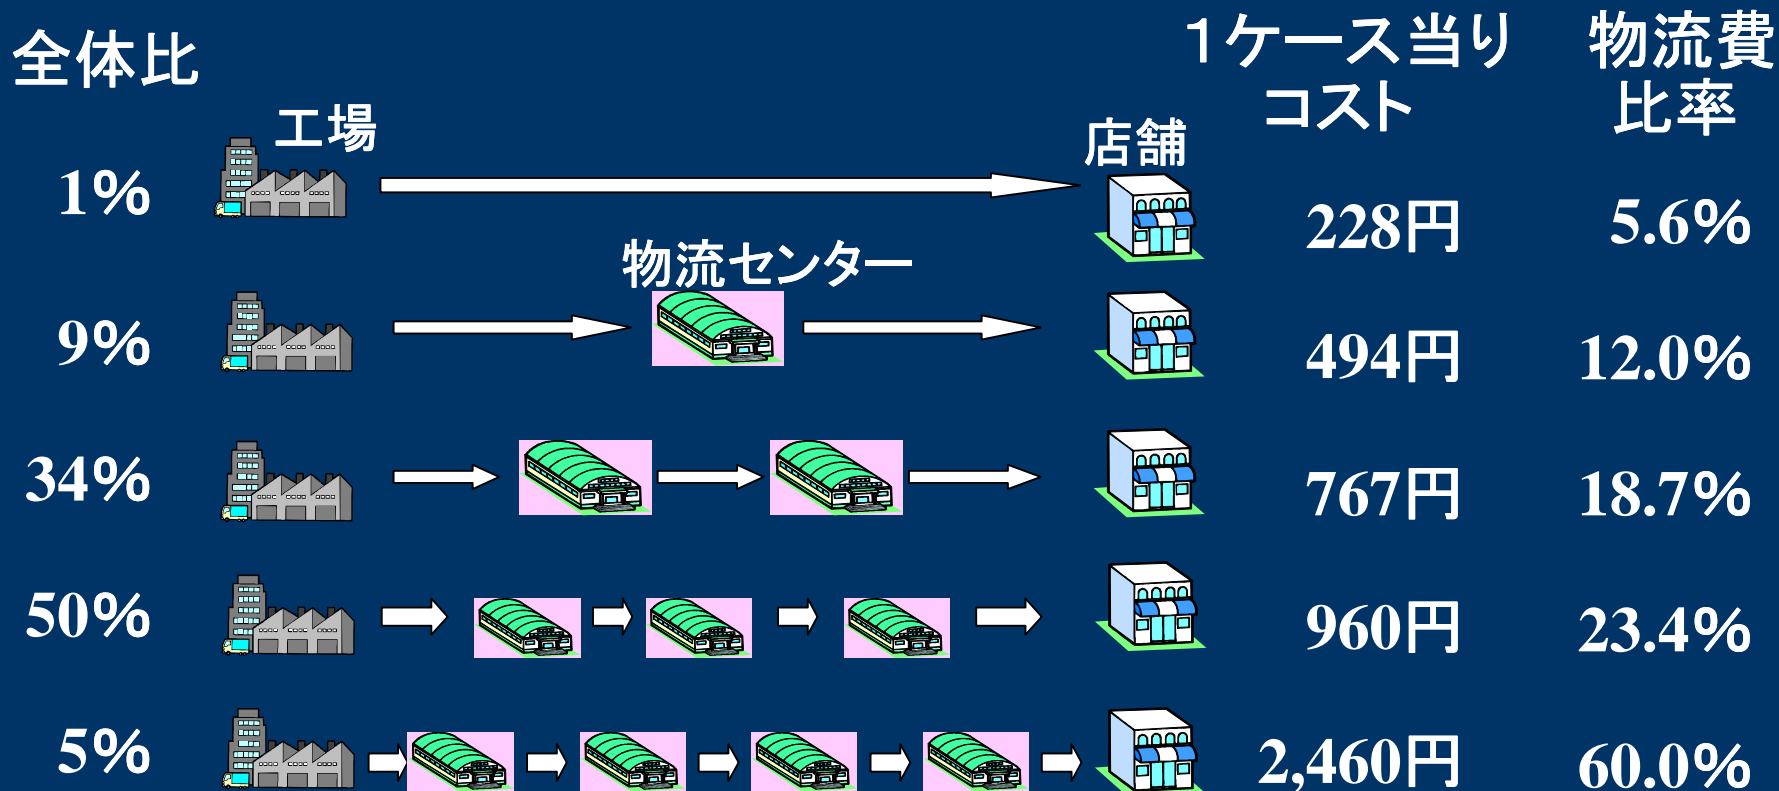 全体比
1ケース当り
コスト
物流費
比率
工場
店舗
1%
228円
5.6%
物流センター
9%
494円
12.0%
34%
767円
18.7%
50%
960円
23.4%
5%
2,460円
60.0%